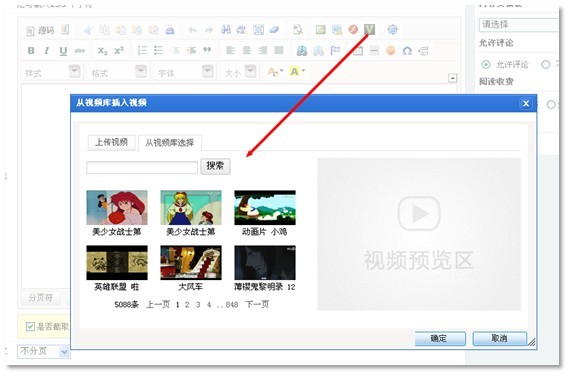 源码
请选择
允许评论
样式
格式
字体
大小
允许评论
阅读收费
从视频库插入视频
上传视频
从视频库选择
搜索
美少女战士第
美少女战士第
动画片 小鸡
英雄联盟 啦
大风车
薄樱鬼黎明录 12
视频预览区
5088条 上一页 1 2 3 4 ..848 下一页
分页符
是否截取
确定
取消
不分页